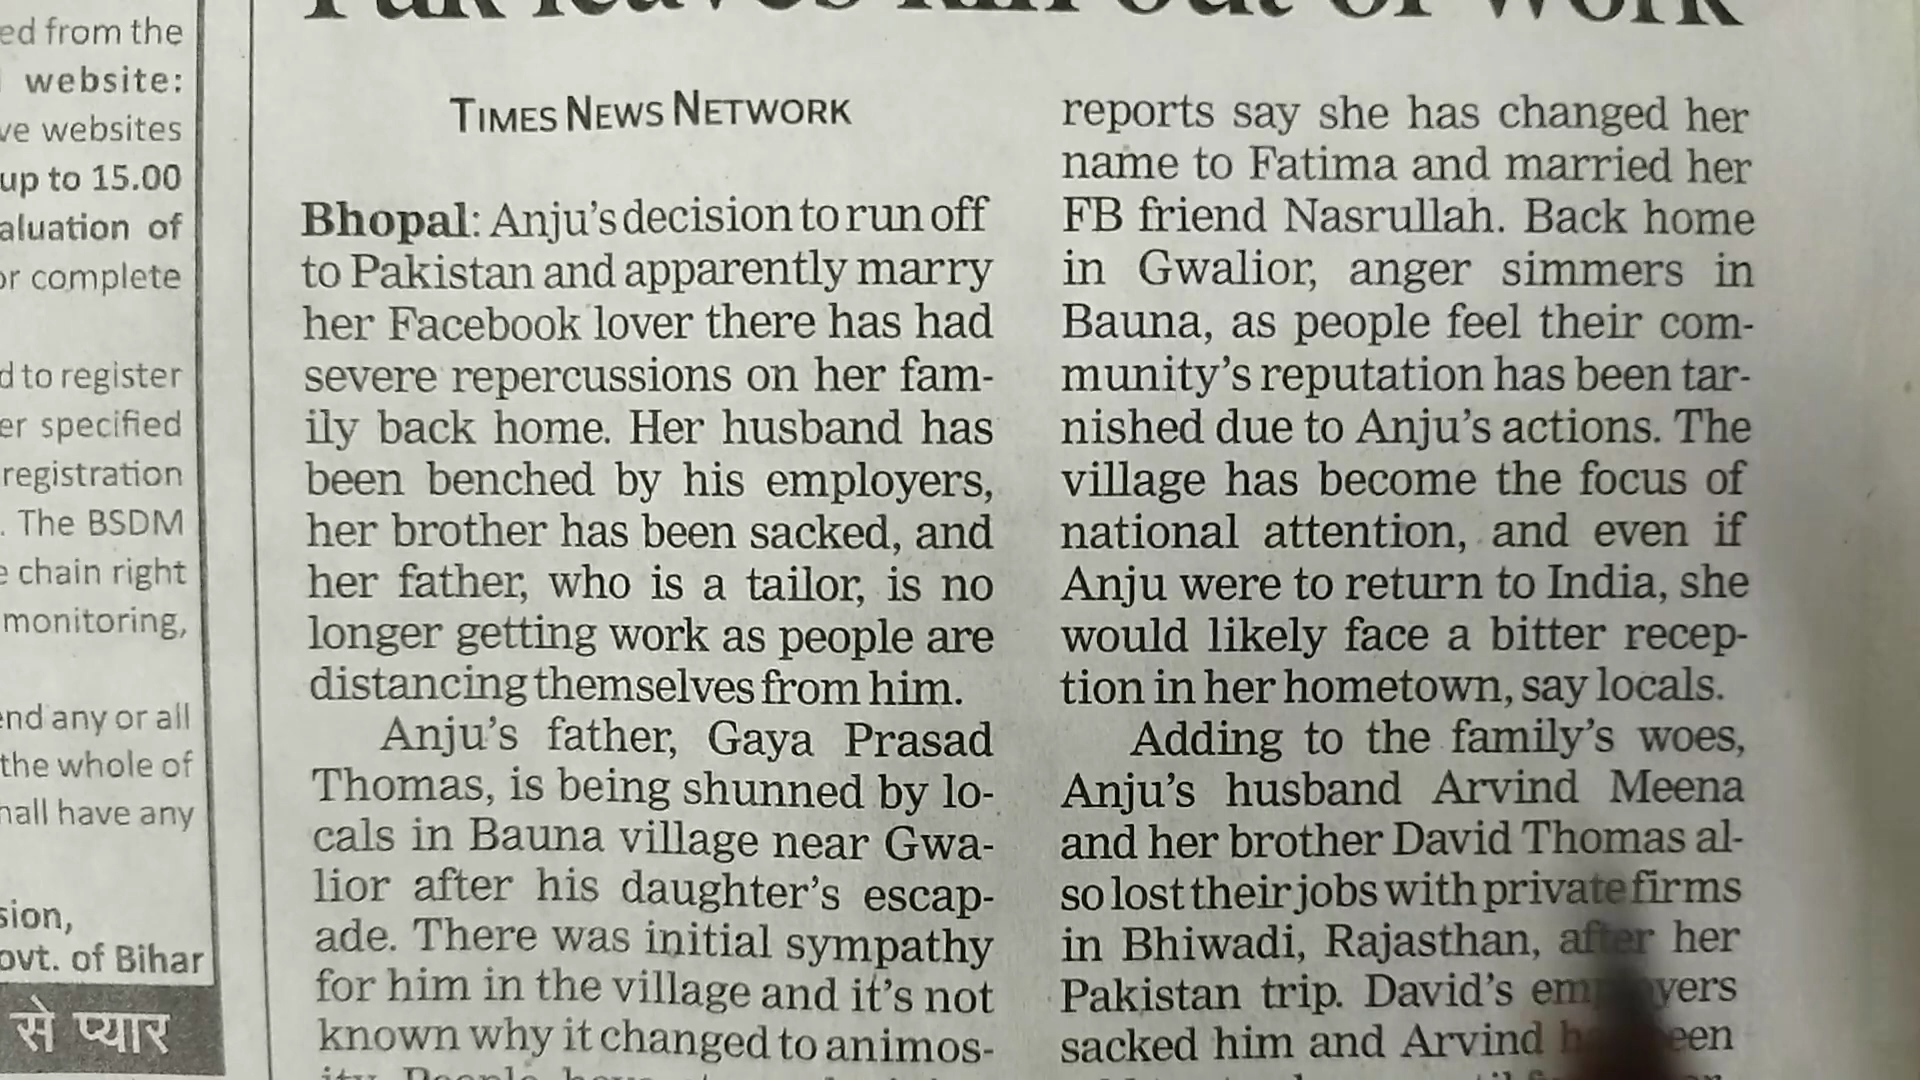 ed from the
website:
ve websites
up to 15.00
aluation of
or complete
d to register
er specified
registration
. The BSDM
e chain right
monitoring,
end any or all
the whole of
hall have any
sion,
ovt. of Bihar
से प्यार
Pak leaves kin out of work
TIMES NEWS NETWORK
Bhopal: Anju's decision to run off
to Pakistan and apparently marry
her Facebook lover there has had
severe repercussions on her fam-
ily back home. Her husband has
been benched by his employers,
her brother has been sacked, and
her father, who is a tailor, is no
longer getting work as people are
distancing themselves from him.
Anju's father, Gaya Prasad
Thomas, is being shunned by lo-
cals in Bauna village near Gwa-
lior after his daughter's escap-
ade. There was initial sympathy
for him in the village and it's not
known why it changed to animos-
reports say she has changed her
name to Fatima and married her
FB friend Nasrullah. Back home
in Gwalior, anger simmers in
Bauna, as people feel their com-
munity's reputation has been tar-
nished due to Anju's actions. The
village has become the focus of
national attention, and even if
Anju were to return to India, she
would likely face a bitter recep-
tion in her hometown, say locals.
Adding to the family's woes,
Anju's husband Arvind Meena
and her brother David Thomas al-
so lost their jobs with private firms
in Bhiwadi, Rajasthan, after her
Pakistan trip. David's employers
sacked him and Arvind